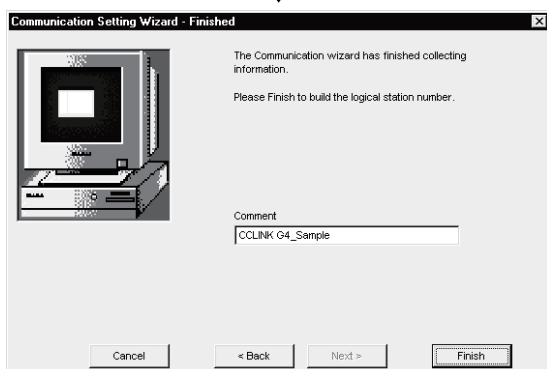 Communication Setting Wizard - Finished
The Communication wizard has finished collecting
information.
Please Finish to build the logical station number.
Comment
CCLINK G4_Sample
Cancel
< Back
Next >
Finish